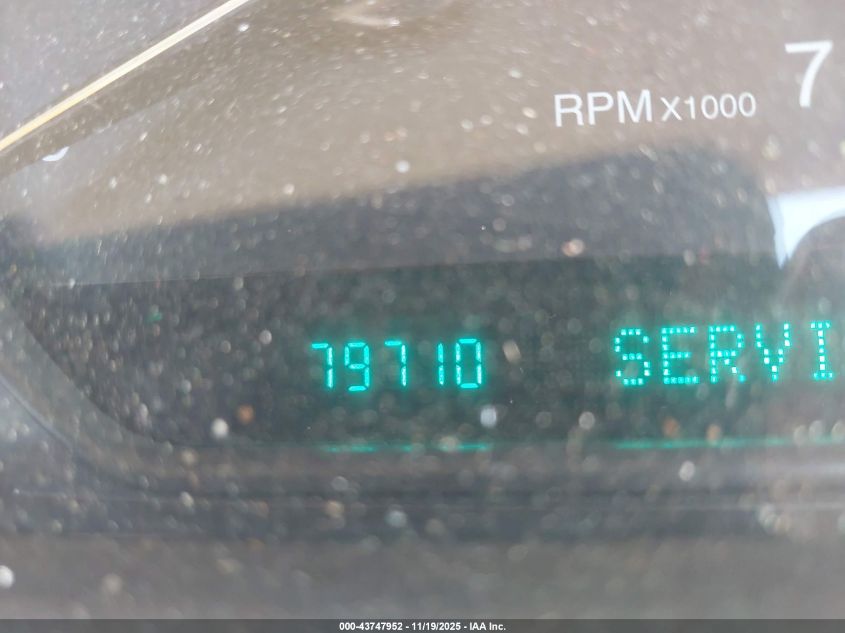 7
RPM X1000
79710 SERVI
000-43747952 - 11/19/2025 - IAA Inc.